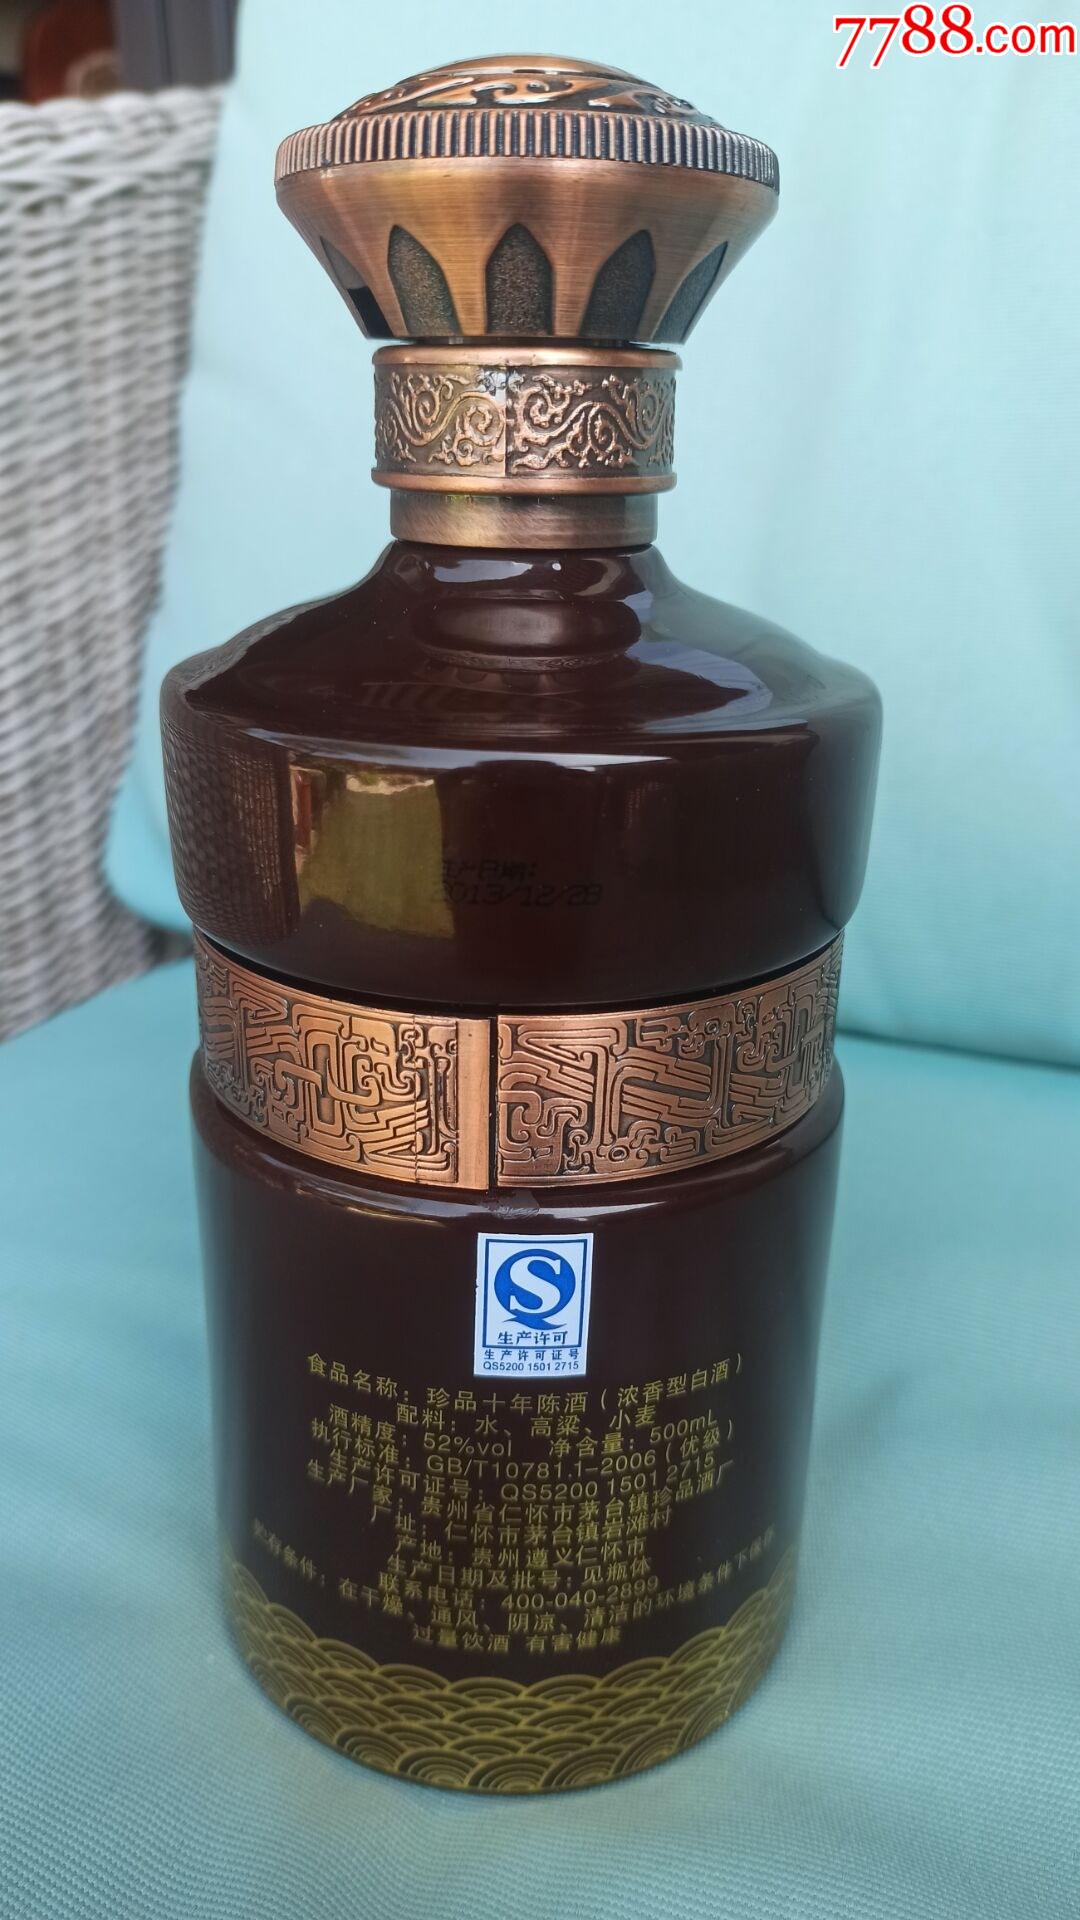 7788.com
生产日期:
2013/12/28
S
生产许可
生产许可证号
QS5200 1501 2715
食品名称：珍品十年陈酒（浓香型白酒）
配料：水、高粱、小麦
酒精度：52%vol 净含量：500mL
执行标准：GB/T10781.1-2006（优级）
生产许可证号：QS5200 1501 2715
生产厂家：贵州省仁怀市茅台镇珍品酒厂
厂址：仁怀市茅台镇岩滩村
产地：贵州遵义仁怀市
生产日期及批号：见瓶体
联系电话：400-040-2899
贮存条件：在干燥、通风、阴凉、清洁的环境条件下保存
过量饮酒 有害健康